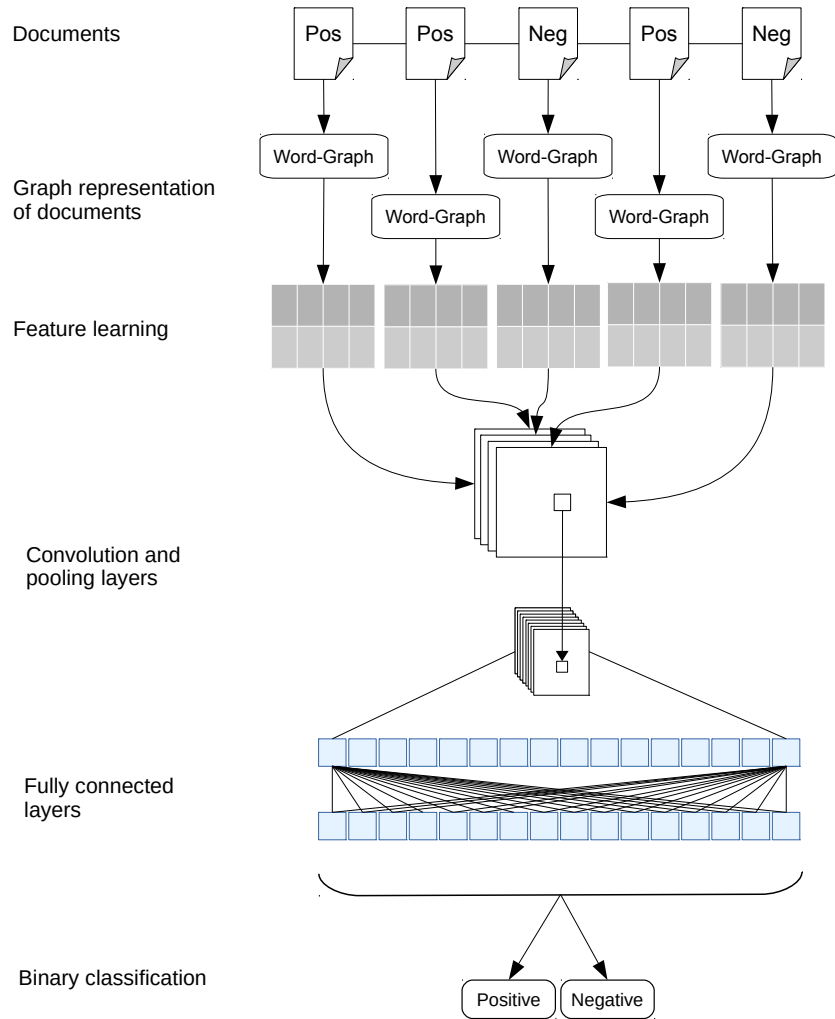 Documents
Pos
Pos
Neg
Pos
Neg
Word-Graph
Word-Graph
Word-Graph
Graph representation
of documents
Word-Graph
Word-Graph
Feature learning
Convolution and
pooling layers
Fully connected
layers
Binary classification
Positive
Negative